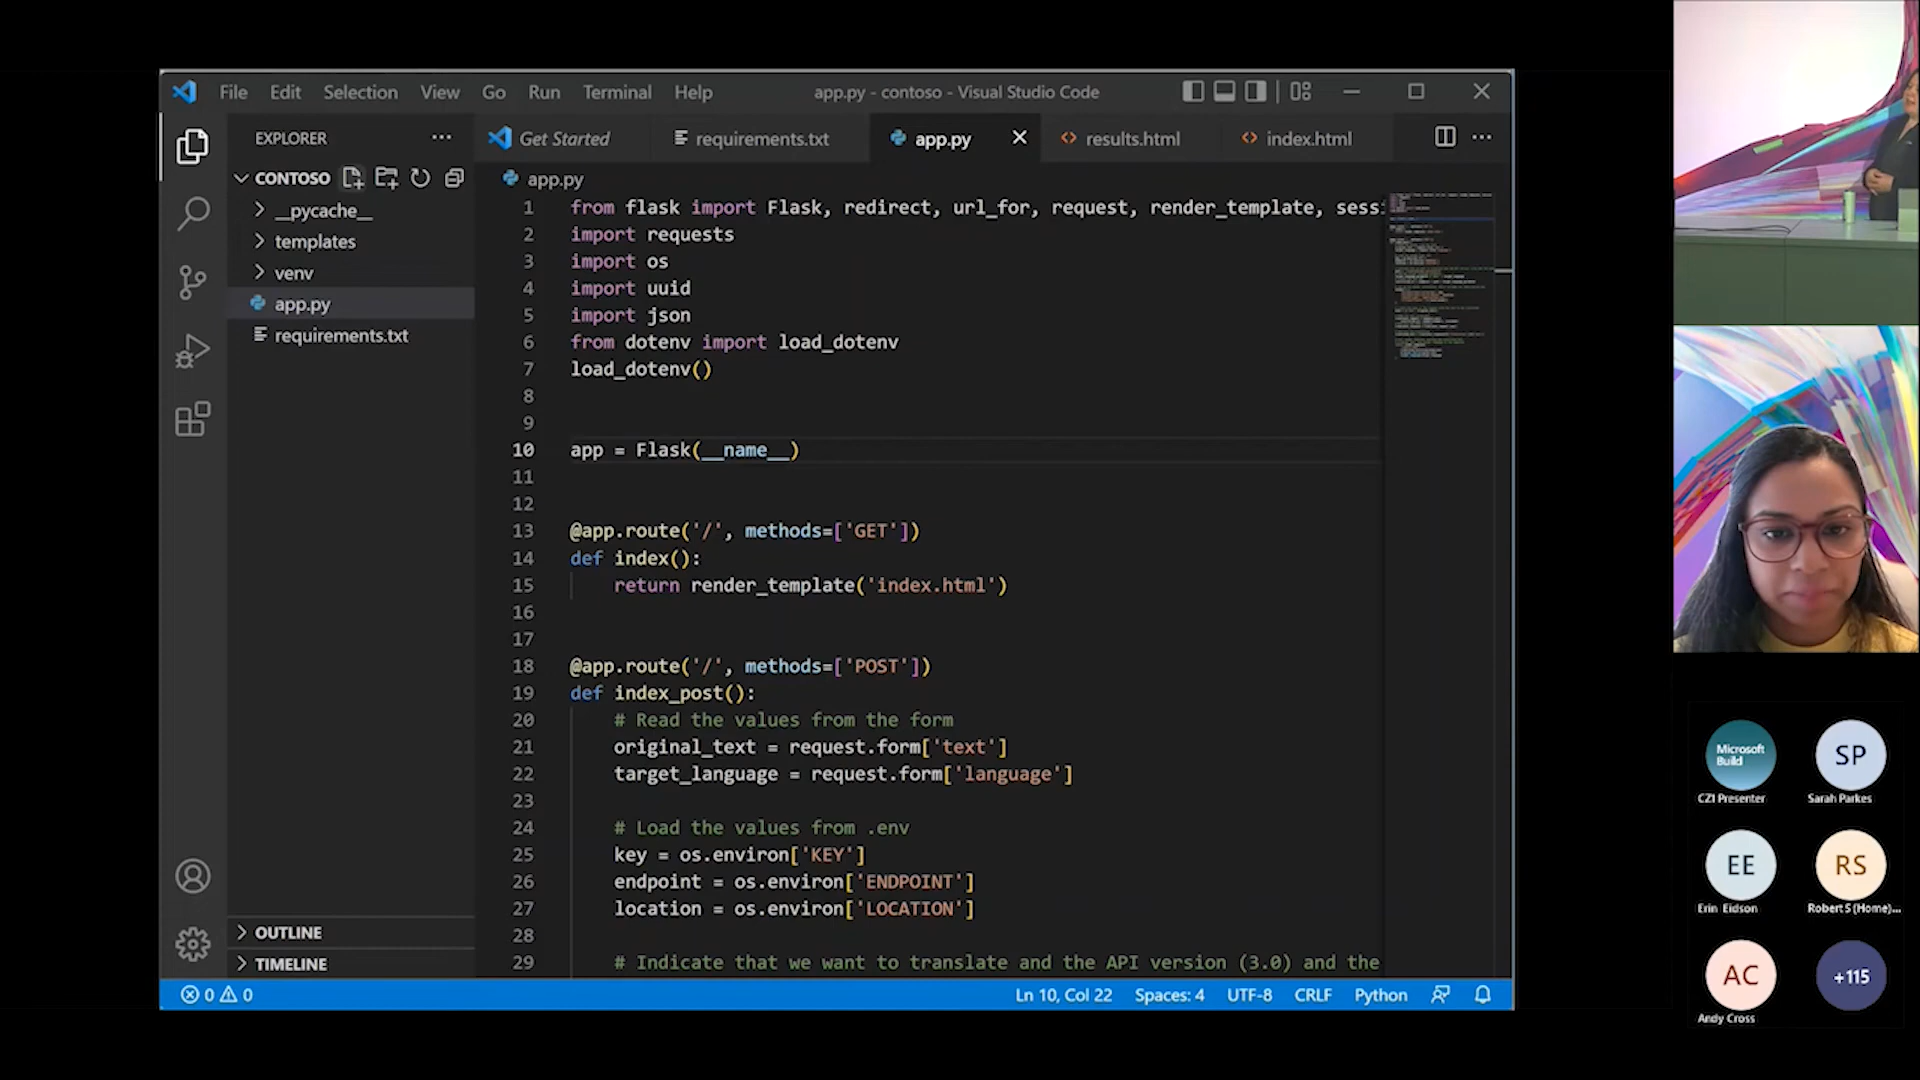 File Edit Selection View Go Run Terminal Help app.py - contoso - Visual Studio Code
EXPLORER
CONTOSO
__pycache__
templates
venv
app.py
requirements.txt
OUTLINE
TIMELINE
Get Started requirements.txt app.py results.html index.html
app.py
1 from flask import Flask, redirect, url_for, request, render_template, sess
2 import requests
3 import os
4 import uuid
5 import json
6 from dotenv import load_dotenv
7 load_dotenv()
8
9
10 app = Flask(__name__)
11
12
13 @app.route('/', methods=['GET'])
14 def index():
15 return render_template('index.html')
16
17
18 @app.route('/', methods=['POST'])
19 def index_post():
20 # Read the values from the form
21 original_text = request.form['text']
22 target_language = request.form['language']
23
24 # Load the values from .env
25 key = os.environ['KEY']
26 endpoint = os.environ['ENDPOINT']
27 location = os.environ['LOCATION']
28
29 # Indicate that we want to translate and the API version (3.0) and the
0 0 Ln 10, Col 22 Spaces: 4 UTF-8 CRLF Python
Microsoft
Build
CZI Presenter
SP
Sarah Parkes
EE
Erin Eidson
RS
Robert S (Home)...
AC
Andy Cross
+115